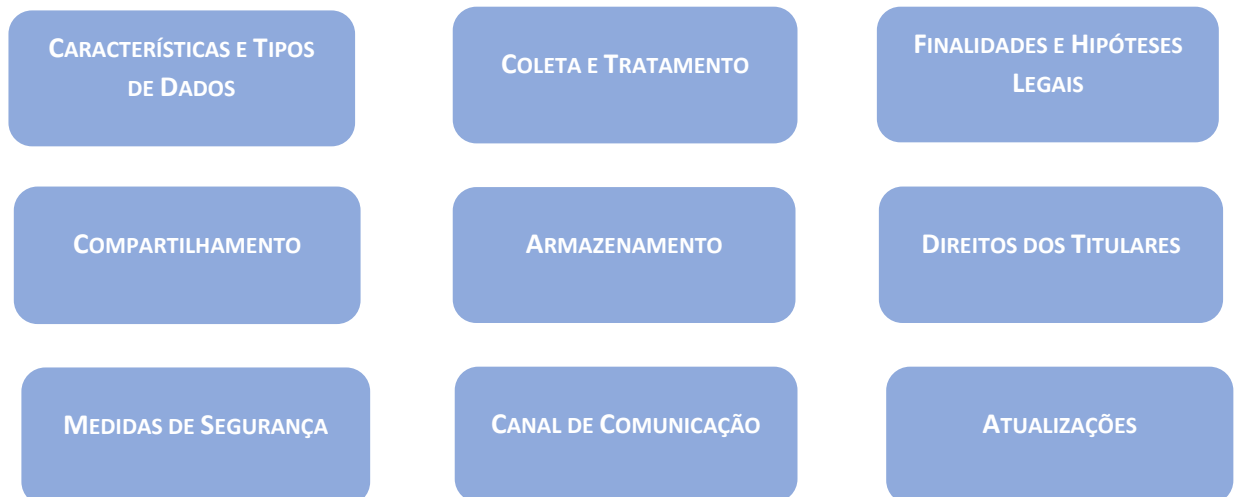 CARACTERÍSTICAS E TIPOS
DE DADOS
COLETA E TRATAMENTO
FINALIDADES E HIPÓTESES
LEGAIS
COMPARTILHAMENTO
ARMAZENAMENTO
DIREITOS DOS TITULARES
MEDIDAS DE SEGURANÇA
CANAL DE COMUNICAÇÃO
ATUALIZAÇÕES